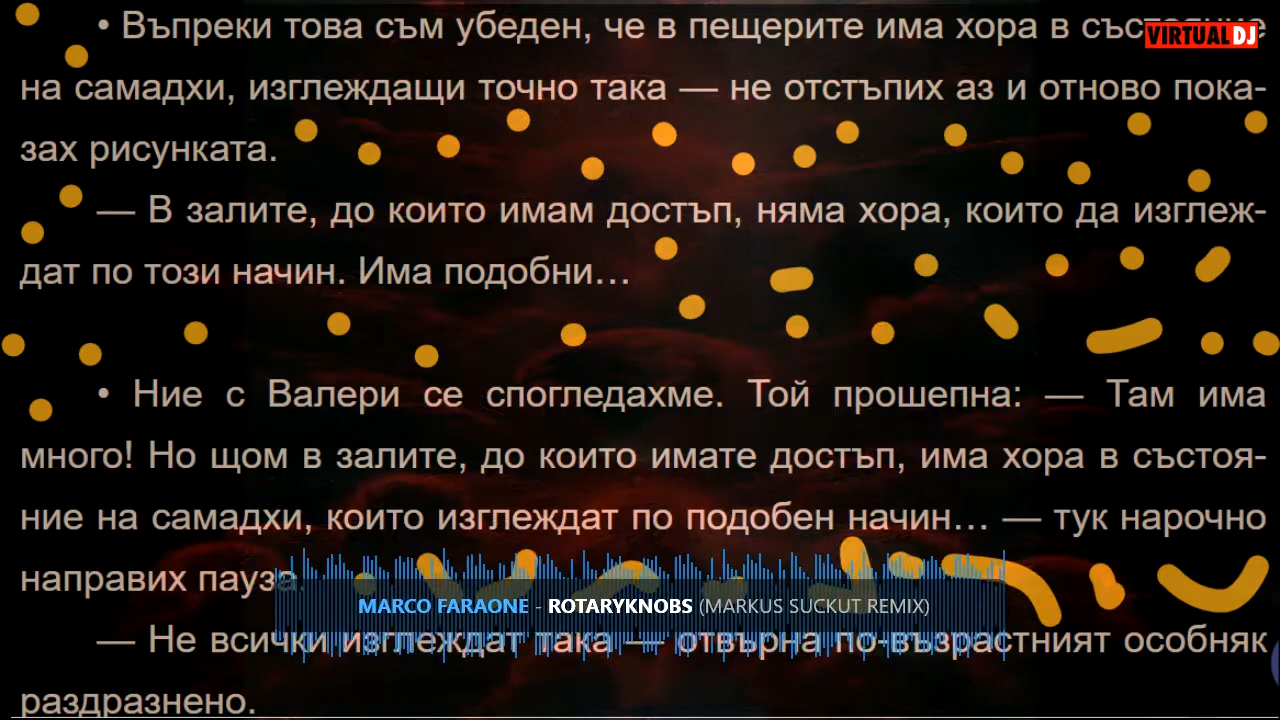 • Въпреки това съм убеден, че в пещерите има хора в състояние
VIRTUAL DJ
на самадхи, изглеждащи точно така — не отстъпих аз и отново пока-
зах рисунката.
— В залите, до които имам достъп, няма хора, които да изглеж-
дат по този начин. Има подобни…
• Ние с Валери се спогледахме. Той прошепна: — Там има
много! Но щом в залите, до които имате достъп, има хора в състоя-
ние на самадхи, които изглеждат по подобен начин… — тук нарочно
направих пауза.
MARCO FARAONE - ROTARYKNOBS (MARKUS SUCKUT REMIX)
— Не всички изглеждат така — отвърна по-възрастният особняк
раздразнено.